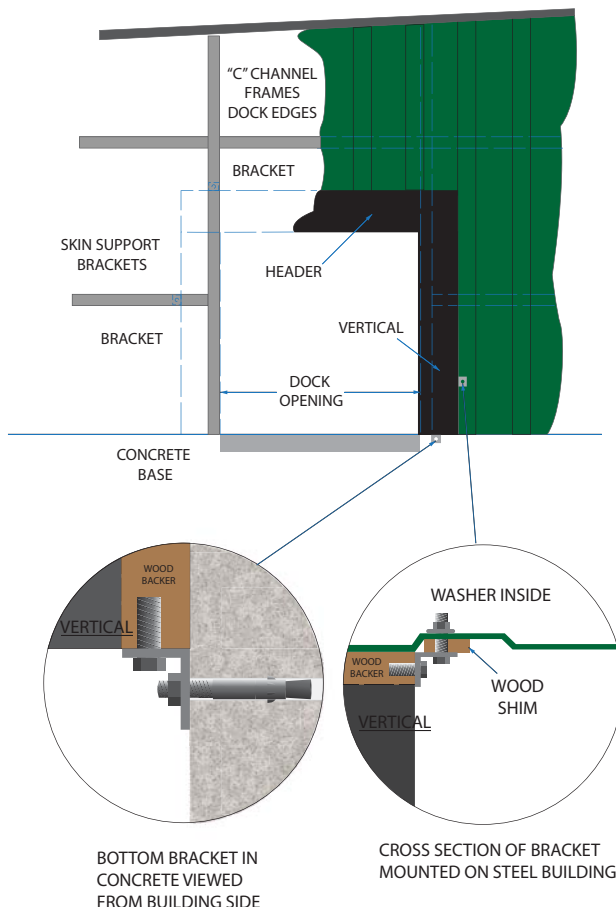 “C” CHANNEL
FRAMES
DOCK EDGES
BRACKET
SKIN SUPPORT
BRACKETS
HEADER
BRACKET
VERTICAL
DOCK
OPENING
CONCRETE
BASE
WOOD
BACKER
VERTICAL
WASHER INSIDE
WOOD
BACKER
WOOD
SHIM
VERTICAL
BOTTOM BRACKET IN
CONCRETE VIEWED
FROM BUILDING SIDE
CROSS SECTION OF BRACKET
MOUNTED ON STEEL BUILDING